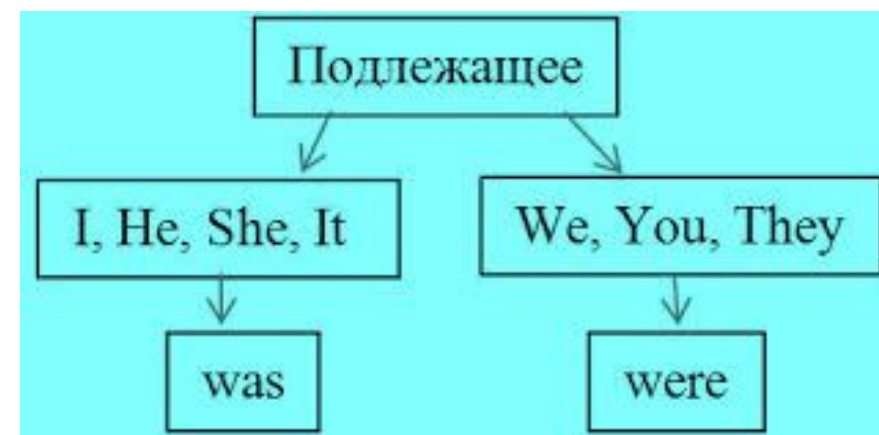 Подлежащее
I, He, She, It
We, You, They
was
were